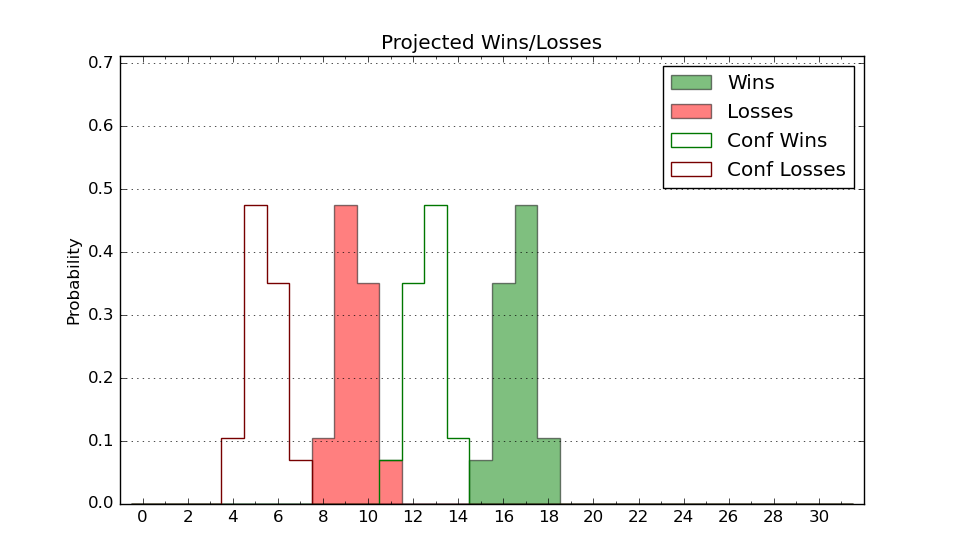 Projected Wins/Losses
0.7
0.6
0.5
0.4
0.3
0.2
0.1
0.0
Probability
Wins
Losses
Conf Wins
Conf Losses
0 2 4 6 8 10 12 14 16 18 20 22 24 26 28 30